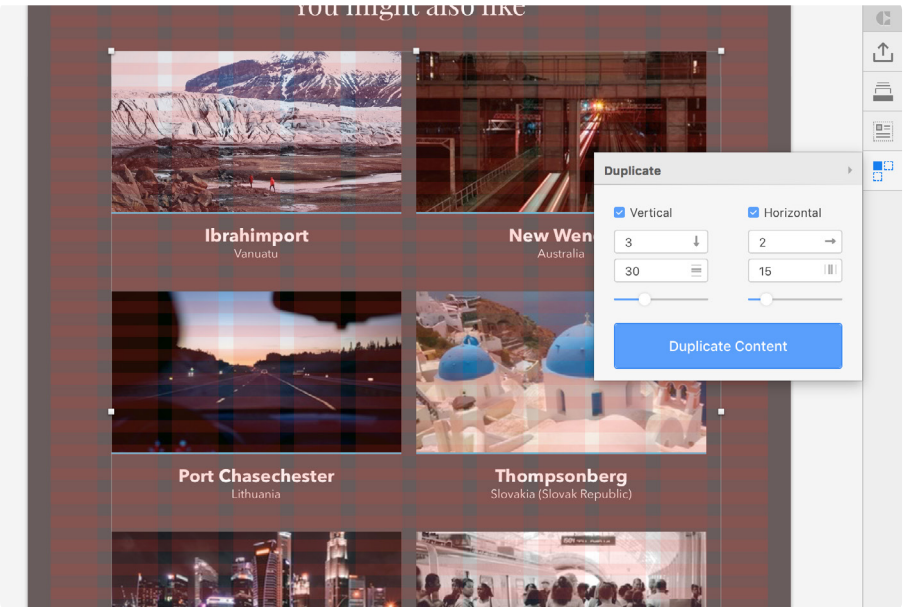 You might also like
Ibrahimport
Vanuatu
New Wen
Australia
Duplicate
Vertical
Horizontal
3
2
30
15
Duplicate Content
Port Chasechester
Lithuania
Thompsonberg
Slovakia (Slovak Republic)